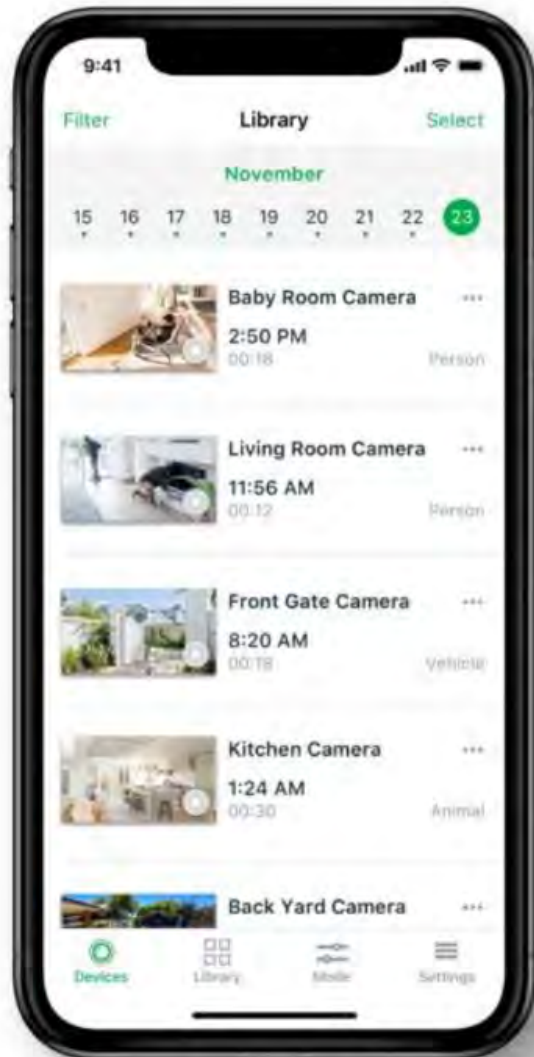 9:41
Filter Library Select
November
15 16 17 18 19 20 21 22 23
Baby Room Camera
2:50 PM
00:18 Person
Living Room Camera
11:56 AM
00:12 Person
Front Gate Camera
8:20 AM
00:18 Vehicle
Kitchen Camera
1:24 AM
00:30 Animal
Back Yard Camera
Devices Library Mode Settings